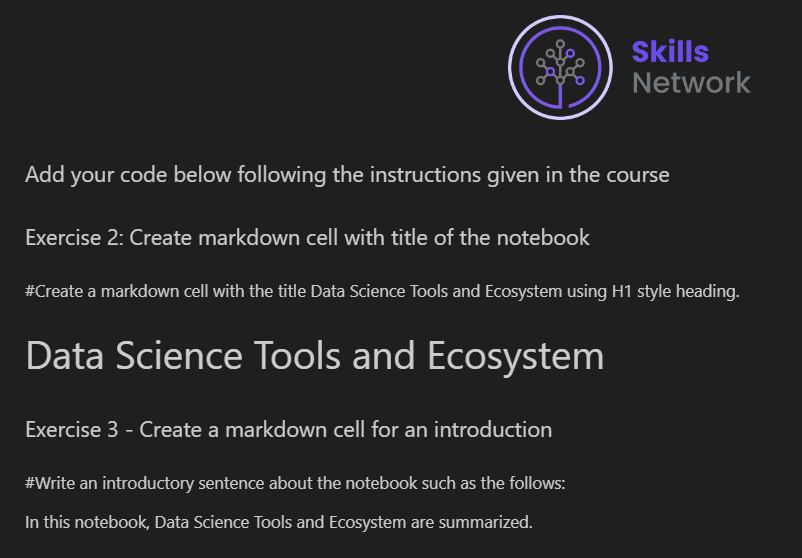 Skills
Network
Add your code below following the instructions given in the course
Exercise 2: Create markdown cell with title of the notebook
#Create a markdown cell with the title Data Science Tools and Ecosystem using H1 style heading.
Data Science Tools and Ecosystem
Exercise 3 - Create a markdown cell for an introduction
#Write an introductory sentence about the notebook such as the follows:
In this notebook, Data Science Tools and Ecosystem are summarized.